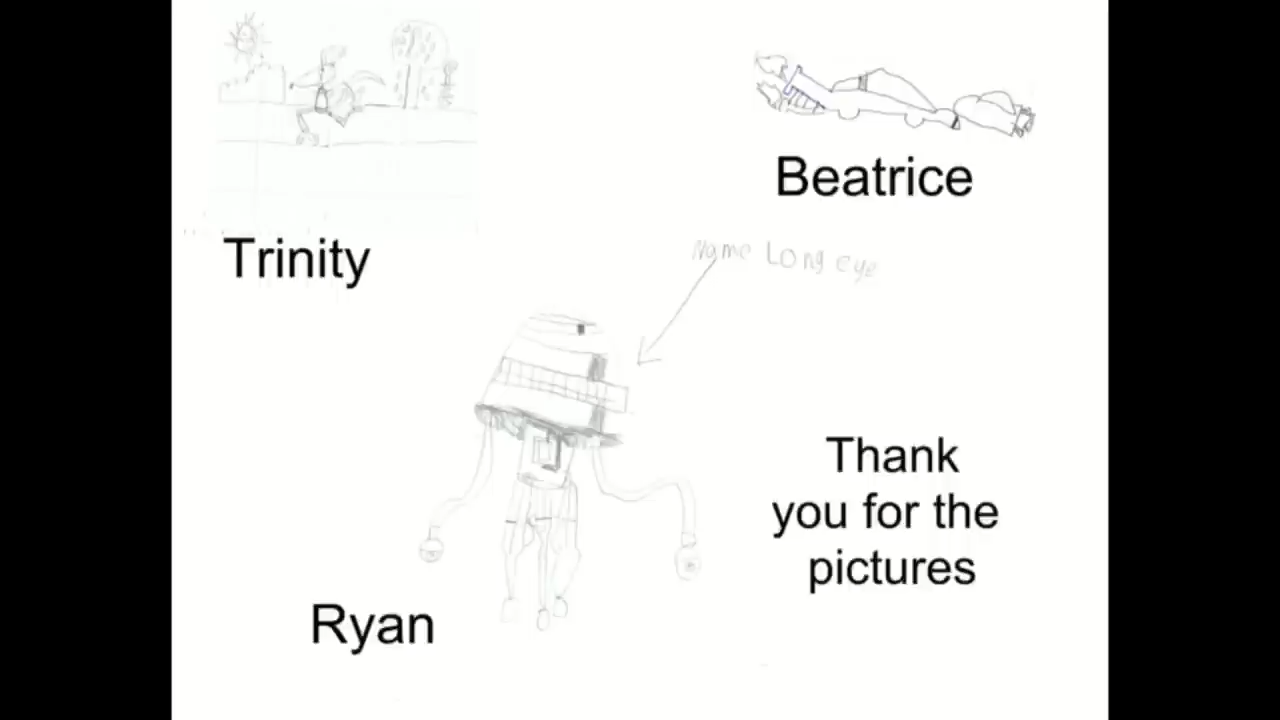 Beatrice
Trinity
Name Long eye
Thank
you for the
pictures
Ryan